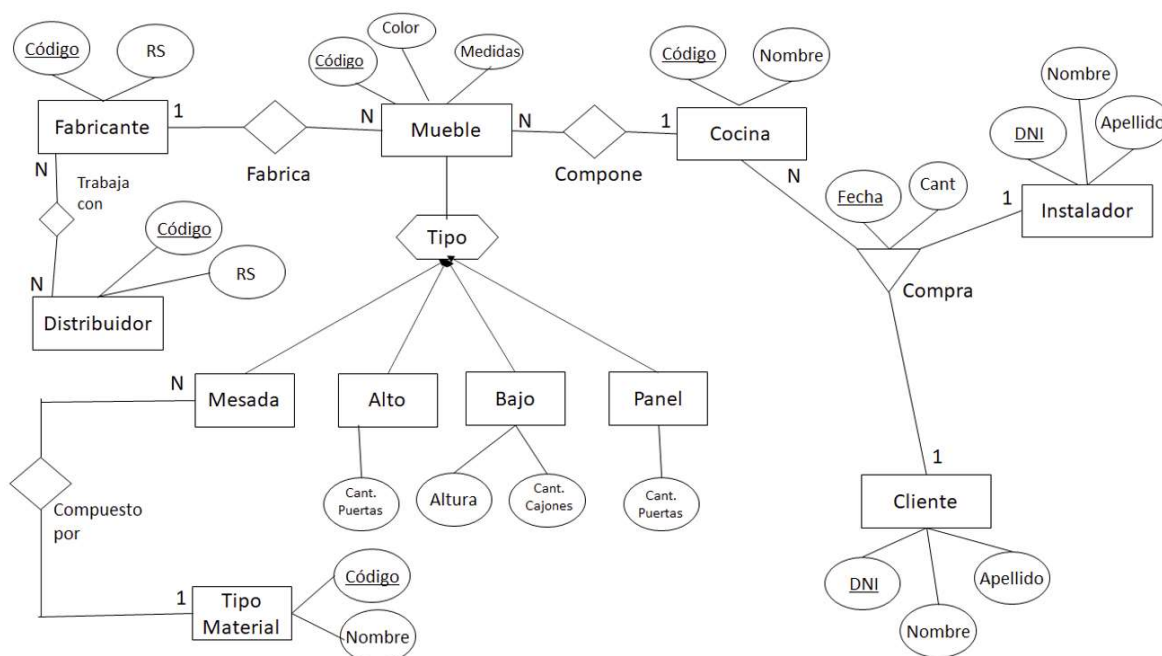 Código
RS
Color
Código
Medidas
Código
Nombre
Nombre
DNI
Apellido
Fabricante
1
N
Mueble
N
1
Cocina
Fabrica
Compone
N
Trabaja
con
N
Fecha
Cant
1
Instalador
Código
RS
N
Distribuidor
Tipo
Compra
N
Mesada
Alto
Bajo
Panel
Cant.
Puertas
Altura
Cant.
Cajones
Cant.
Puertas
1
Cliente
Compuesto
por
Código
1
Tipo
Material
Nombre
DNI
Nombre
Apellido